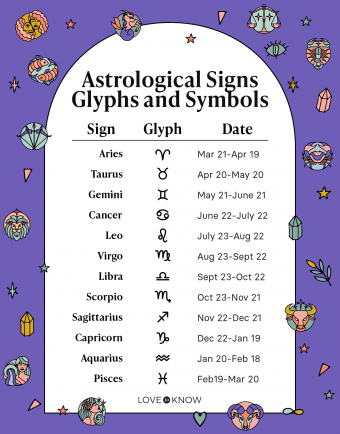 Astrological Signs
Glyphs and Symbols
Sign Glyph Date
Aries ♈︎ Mar 21-Apr 19
Taurus ♉︎ Apr 20-May 20
Gemini ♊︎ May 21-June 21
Cancer ♋︎ June 22-July 22
Leo ♌︎ July 23-Aug 22
Virgo ♍︎ Aug 23-Sept 22
Libra ♎︎ Sept 23-Oct 22
Scorpio ♏︎ Oct 23-Nov 21
Sagittarius ♐︎ Nov 22-Dec 21
Capricorn ♑︎ Dec 22-Jan 19
Aquarius ♒︎ Jan 20-Feb 18
Pisces ♓︎ Feb19-Mar 20
LOVE to KNOW